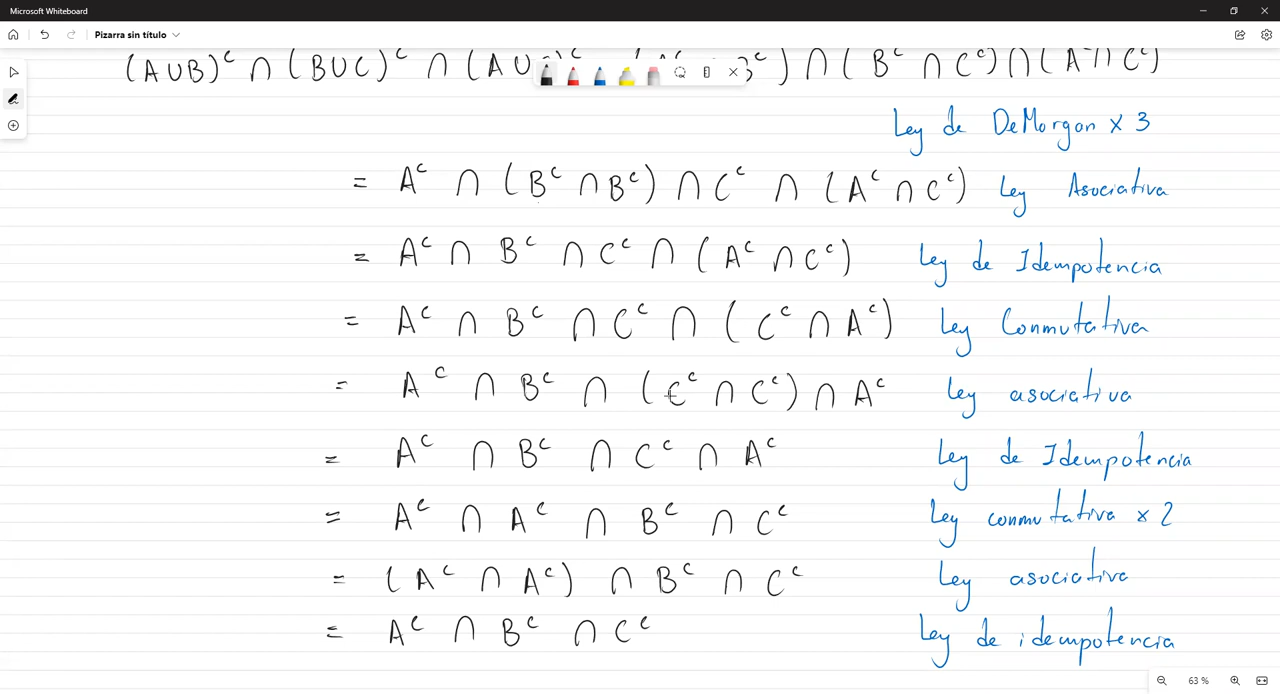 Microsoft Whiteboard
Pizarra sin título
(A∪B)ᶜ ∩ (B∪C)ᶜ ∩ (A∪ Bᶜ) ∩ (Bᶜ ∩ Cᶜ) ∩ (Aᶜ ∩ Cᶜ)
Ley de DeMorgan x 3
= Aᶜ ∩ (Bᶜ ∩ Bᶜ) ∩ Cᶜ ∩ (Aᶜ ∩ Cᶜ) Ley Asociativa
= Aᶜ ∩ Bᶜ ∩ Cᶜ ∩ (Aᶜ ∩ Cᶜ) Ley de Idempotencia
= Aᶜ ∩ Bᶜ ∩ Cᶜ ∩ (Cᶜ ∩ Aᶜ) Ley Conmutativa
= Aᶜ ∩ Bᶜ ∩ (Cᶜ ∩ Cᶜ) ∩ Aᶜ Ley asociativa
= Aᶜ ∩ Bᶜ ∩ Cᶜ ∩ Aᶜ Ley de Idempotencia
= Aᶜ ∩ Aᶜ ∩ Bᶜ ∩ Cᶜ Ley conmutativa x 2
= (Aᶜ ∩ Aᶜ) ∩ Bᶜ ∩ Cᶜ Ley asociativa
= Aᶜ ∩ Bᶜ ∩ Cᶜ Ley de idempotencia
63 %